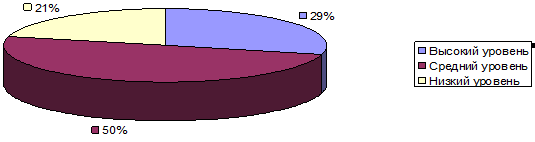 21%
29%
50%
Высокий уровень
Средний уровень
Низкий уровень